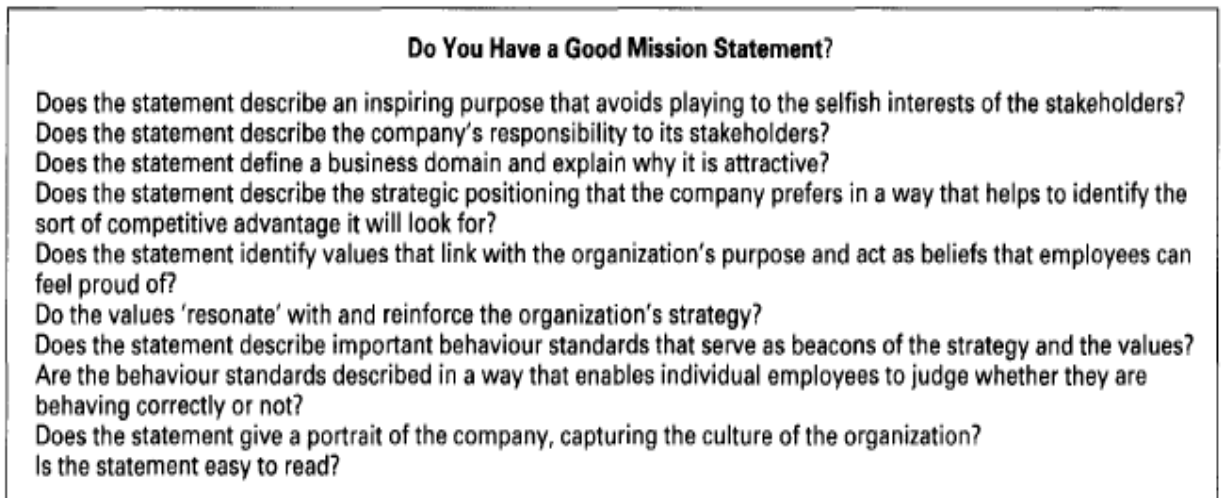 Do You Have a Good Mission Statement?
Does the statement describe an inspiring purpose that avoids playing to the selfish interests of the stakeholders?
Does the statement describe the company's responsibility to its stakeholders?
Does the statement define a business domain and explain why it is attractive?
Does the statement describe the strategic positioning that the company prefers in a way that helps to identify the
sort of competitive advantage it will look for?
Does the statement identify values that link with the organization's purpose and act as beliefs that employees can
feel proud of?
Do the values 'resonate' with and reinforce the organization's strategy?
Does the statement describe important behaviour standards that serve as beacons of the strategy and the values?
Are the behaviour standards described in a way that enables individual employees to judge whether they are
behaving correctly or not?
Does the statement give a portrait of the company, capturing the culture of the organization?
Is the statement easy to read?